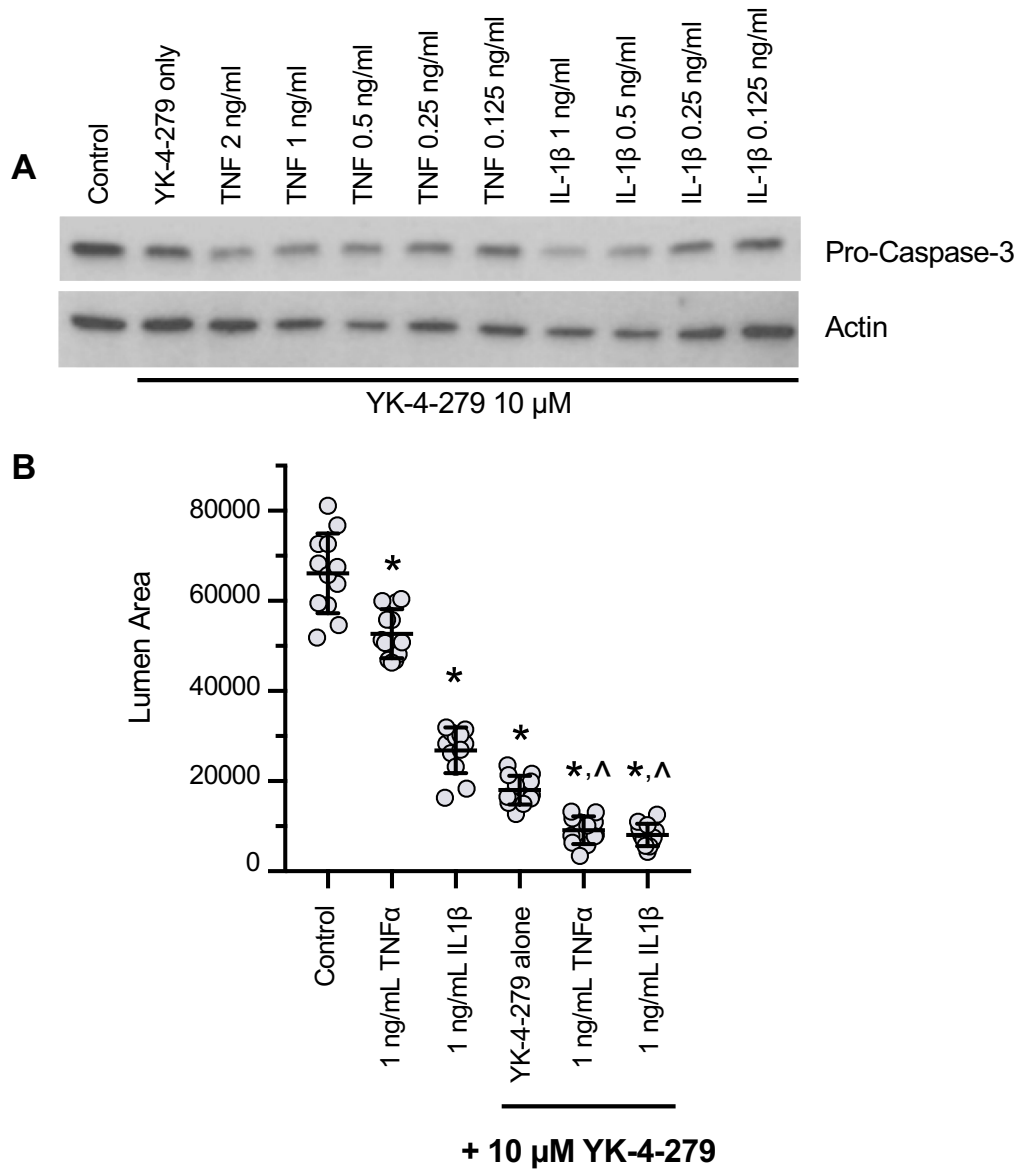 A
Control
YK-4-279 only
TNF 2 ng/ml
TNF 1 ng/ml
TNF 0.5 ng/ml
TNF 0.25 ng/ml
TNF 0.125 ng/ml
IL-1β 1 ng/ml
IL-1β 0.5 ng/ml
IL-1β 0.25 ng/ml
IL-1β 0.125 ng/ml
Pro-Caspase-3
Actin
YK-4-279 10 µM
B
Lumen Area
80000
60000
40000
20000
0
*
*
*
*,^
*,^
Control
1 ng/mL TNFα
1 ng/mL IL1β
YK-4-279 alone
1 ng/mL TNFα
1 ng/mL IL1β
+ 10 µM YK-4-279